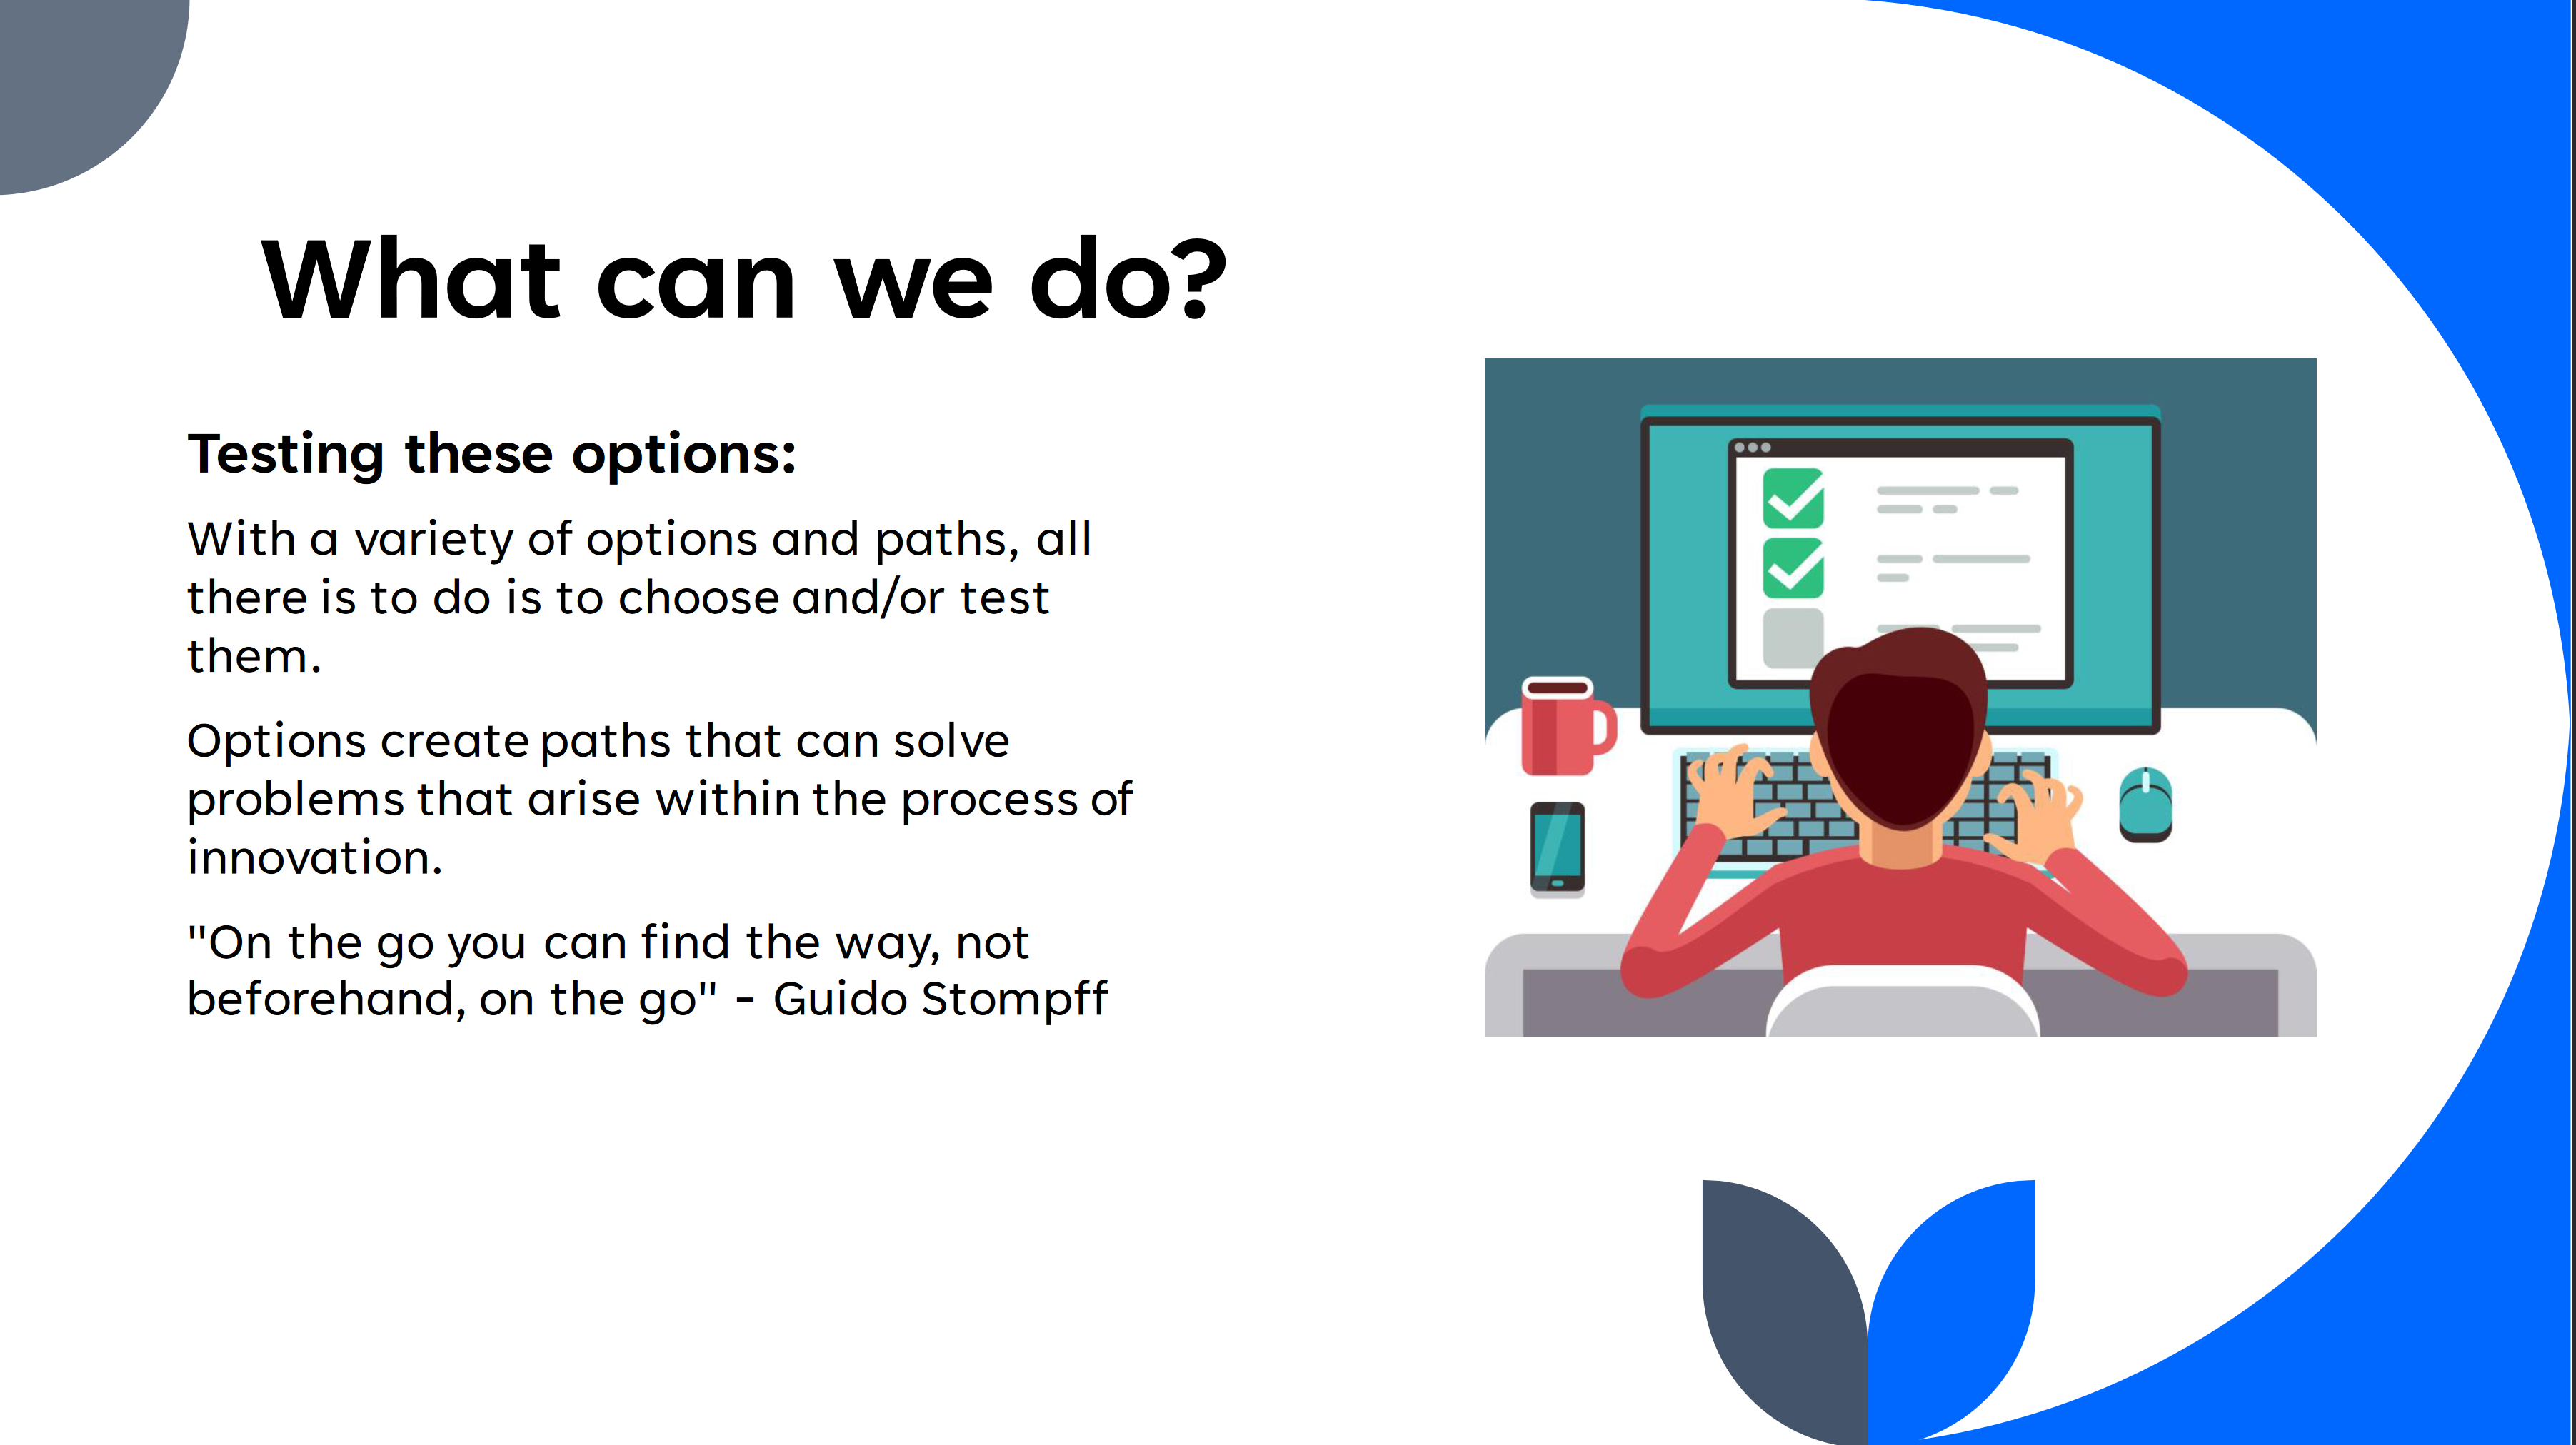 What can we do?
Testing these options:
With a variety of options and paths, all
there is to do is to choose and/or test
them.
Options create paths that can solve
problems that arise within the process of
innovation.
"On the go you can find the way, not
beforehand, on the go" - Guido Stompff